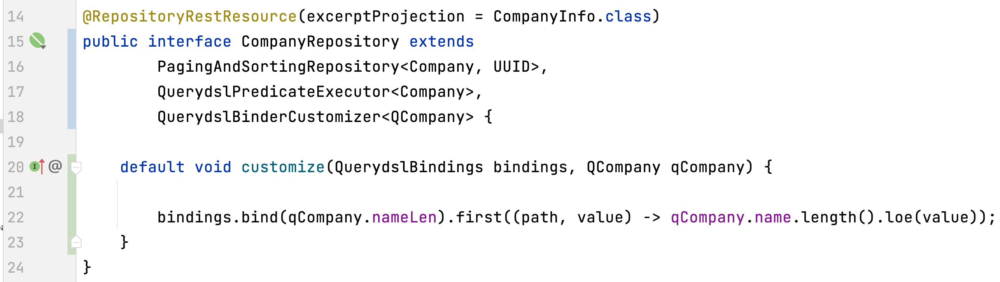 14 @RepositoryRestResource(excerptProjection = CompanyInfo.class)
15 public interface CompanyRepository extends
16 PagingAndSortingRepository<Company, UUID>,
17 QuerydslPredicateExecutor<Company>,
18 QuerydslBinderCustomizer<QCompany> {
19
20 I @ default void customize(QuerydslBindings bindings, QCompany qCompany) {
21
22 bindings.bind(qCompany.nameLen).first((path, value) -> qCompany.name.length().loe(value));
23 }
24 }